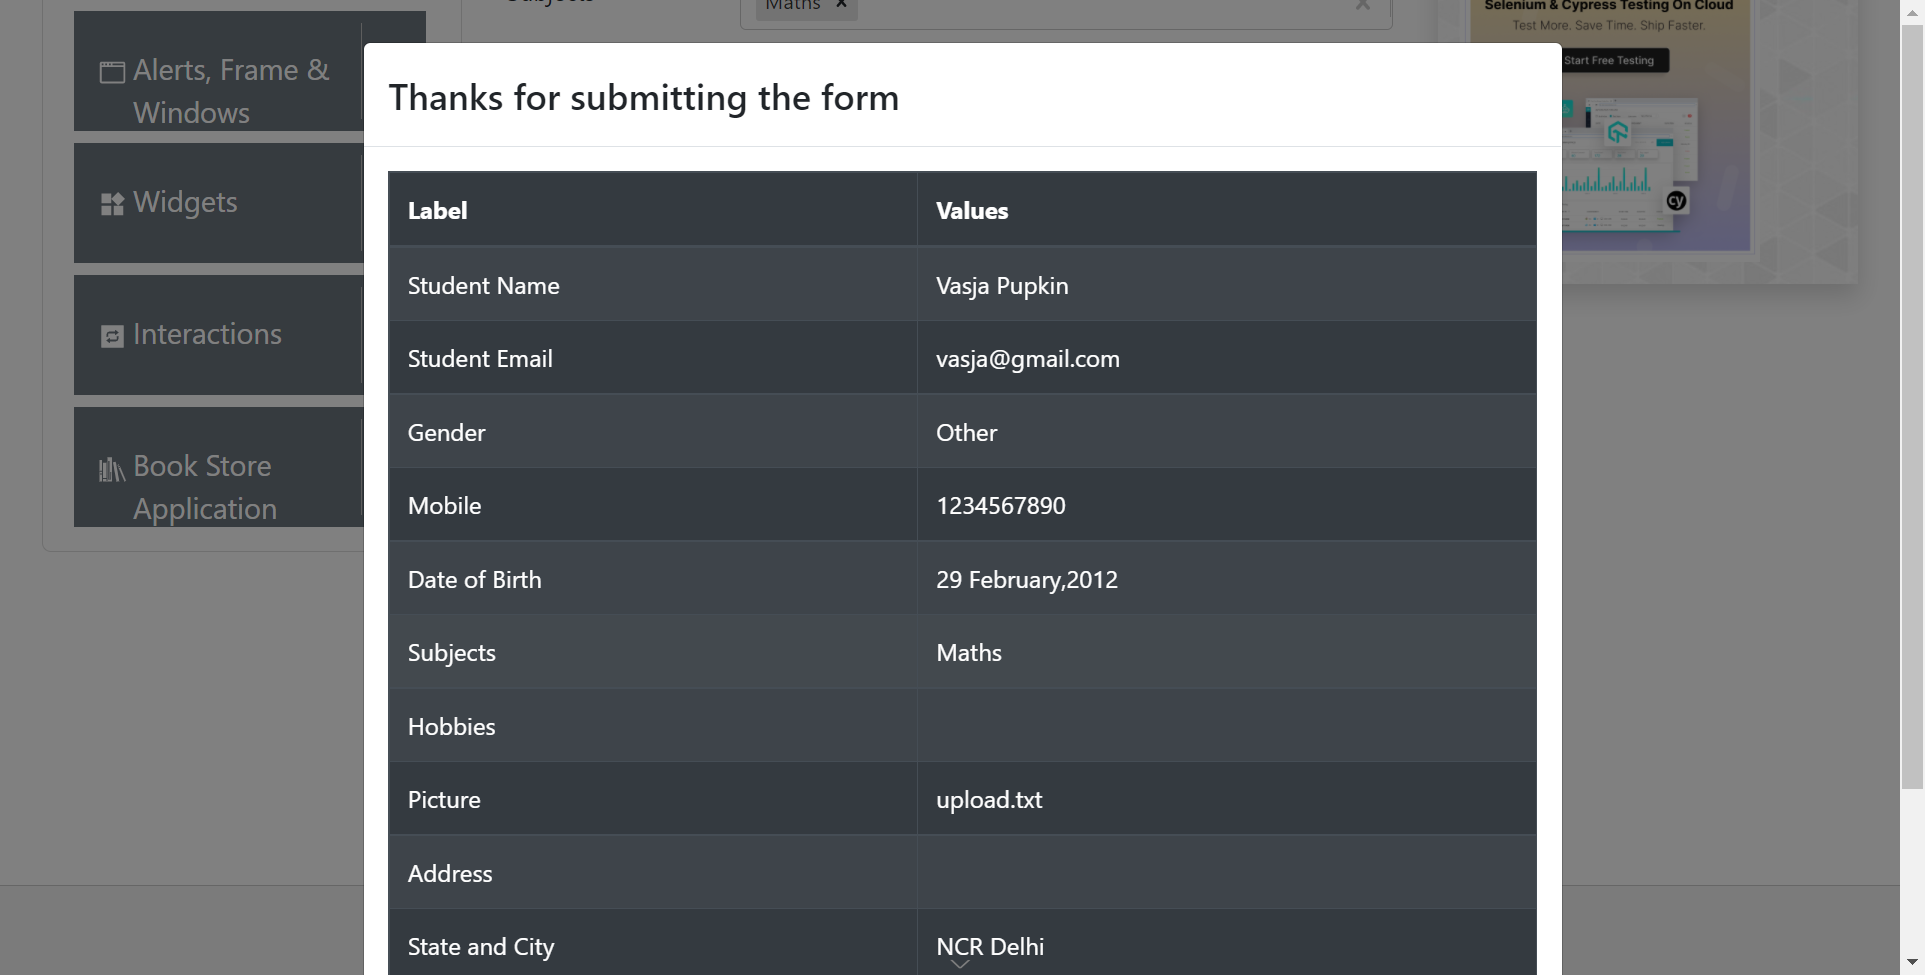 Maths ×
Selenium & Cypress Testing On Cloud
Test More. Save Time. Ship Faster.
Start Free Testing
cy
Alerts, Frame &
Windows
Widgets
Interactions
Book Store
Application
Thanks for submitting the form
Label Values
Student Name Vasja Pupkin
Student Email vasja@gmail.com
Gender Other
Mobile 1234567890
Date of Birth 29 February,2012
Subjects Maths
Hobbies
Picture upload.txt
Address
State and City NCR Delhi